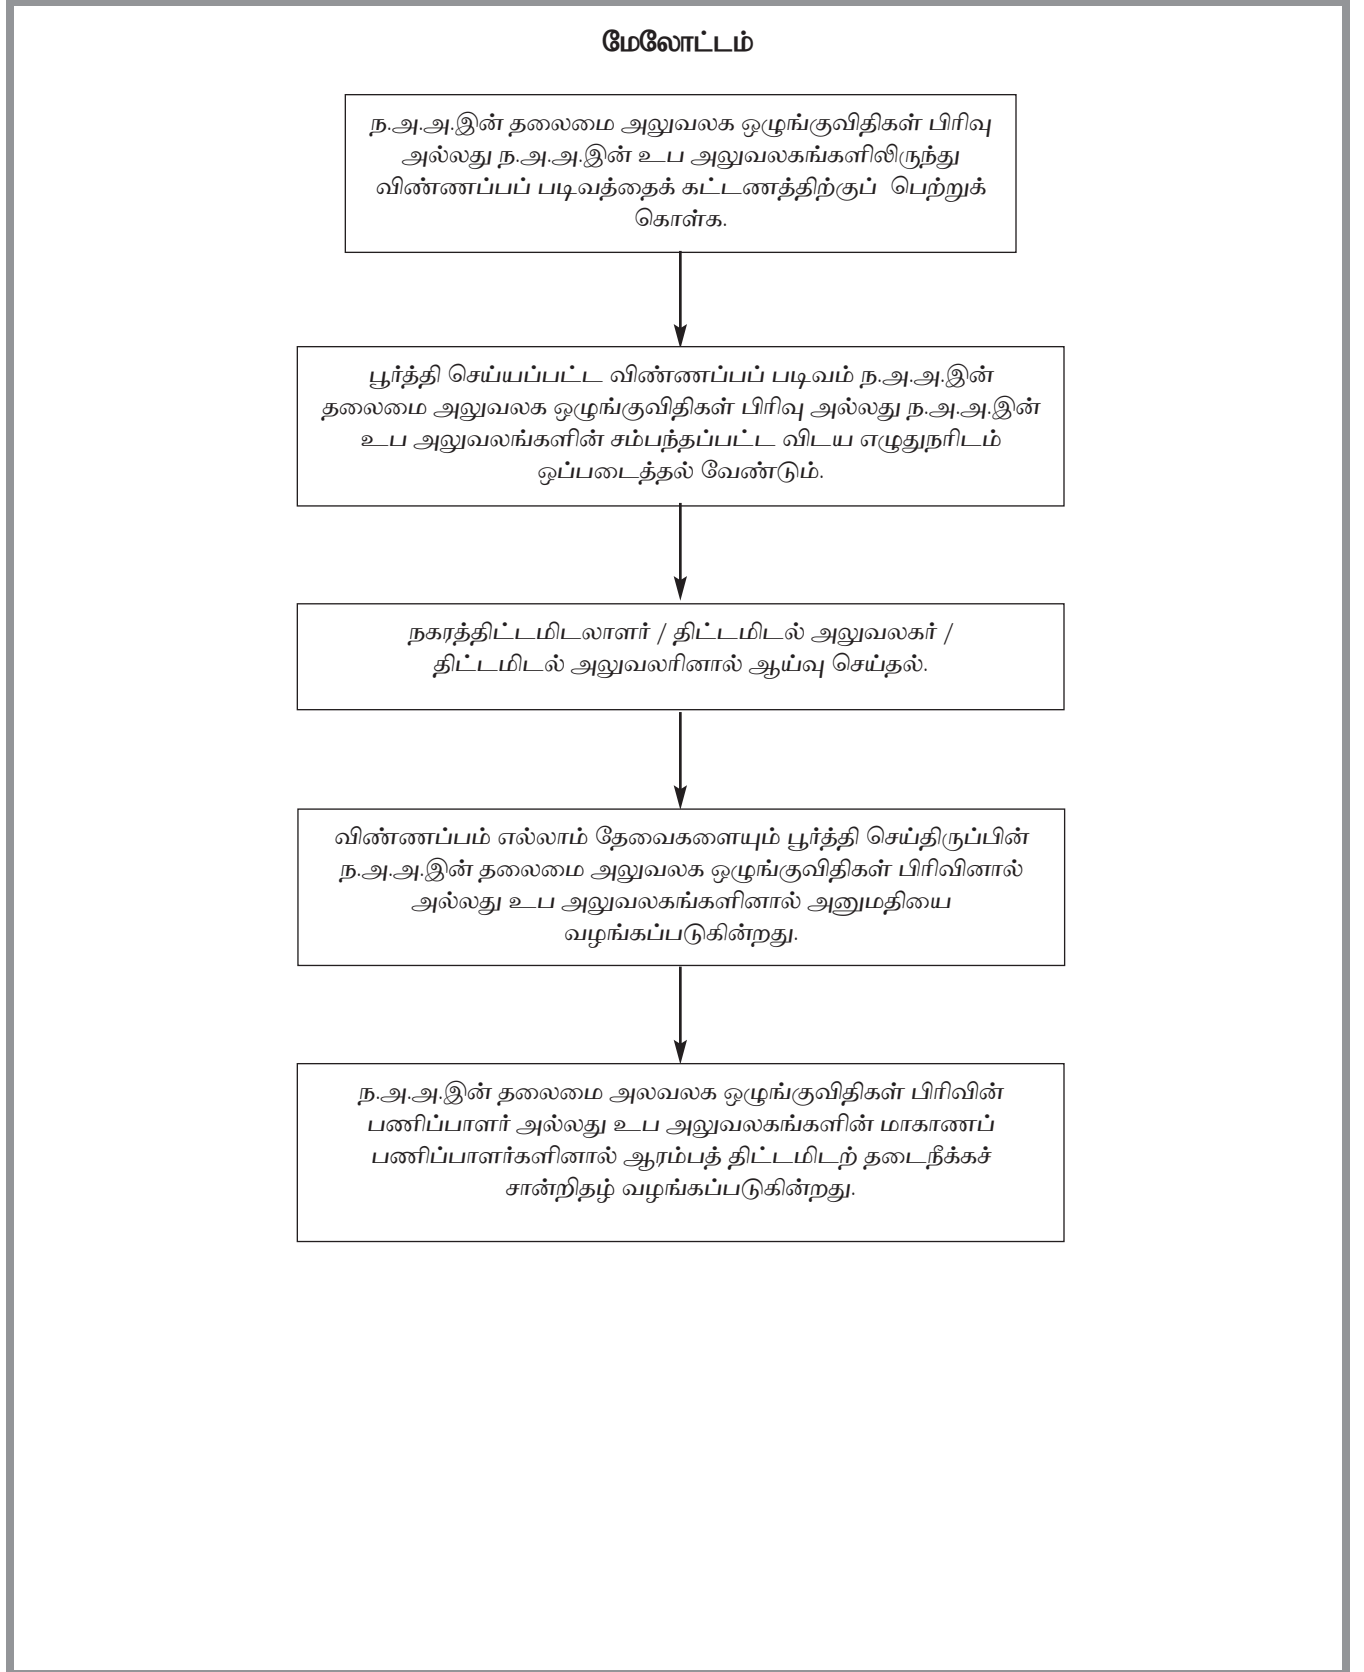 மேலோட்டம்
ந.அ.அ.இன் தலைமை அலுவலக ஒழுங்குவிதிகள் பிரிவு
அல்லது ந.அ.அ.இன் உப அலுவலகங்களிலிருந்து
விண்ணப்பப் படிவத்தைக் கட்டணத்திற்குப் பெற்றுக்
கொள்க.
பூர்த்தி செய்யப்பட்ட விண்ணப்பப் படிவம் ந.அ.அ.இன்
தலைமை அலுவலக ஒழுங்குவிதிகள் பிரிவு அல்லது ந.அ.அ.இன்
உப அலுவலங்களின் சம்பந்தப்பட்ட விடய எழுதுநரிடம்
ஒப்படைத்தல் வேண்டும்.
நகரத்திட்டமிடலாளர் / திட்டமிடல் அலுவலகர் /
திட்டமிடல் அலுவலரினால் ஆய்வு செய்தல்.
விண்ணப்பம் எல்லாம் தேவைகளையும் பூர்த்தி செய்திருப்பின்
ந.அ.அ.இன் தலைமை அலுவலக ஒழுங்குவிதிகள் பிரிவினால்
அல்லது உப அலுவலகங்களினால் அனுமதியை
வழங்கப்படுகின்றது.
ந.அ.அ.இன் தலைமை அலவலக ஒழுங்குவிதிகள் பிரிவின்
பணிப்பாளர் அல்லது உப அலுவலகங்களின் மாகாணப்
பணிப்பாளர்களினால் ஆரம்பத் திட்டமிடற் தடைநீக்கச்
சான்றிதழ் வழங்கப்படுகின்றது.